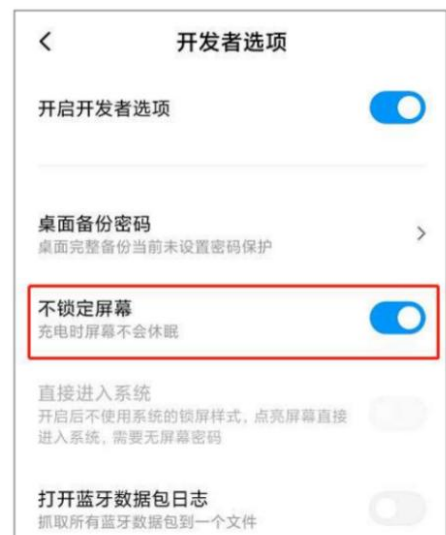 开发者选项
开启开发者选项
桌面备份密码
桌面完整备份当前未设置密码保护
不锁定屏幕
充电时屏幕不会休眠
直接进入系统
开启后不使用系统的锁屏样式，点亮屏幕直接
进入系统，需要无屏幕密码
打开蓝牙数据包日志
抓取所有蓝牙数据包到一个文件